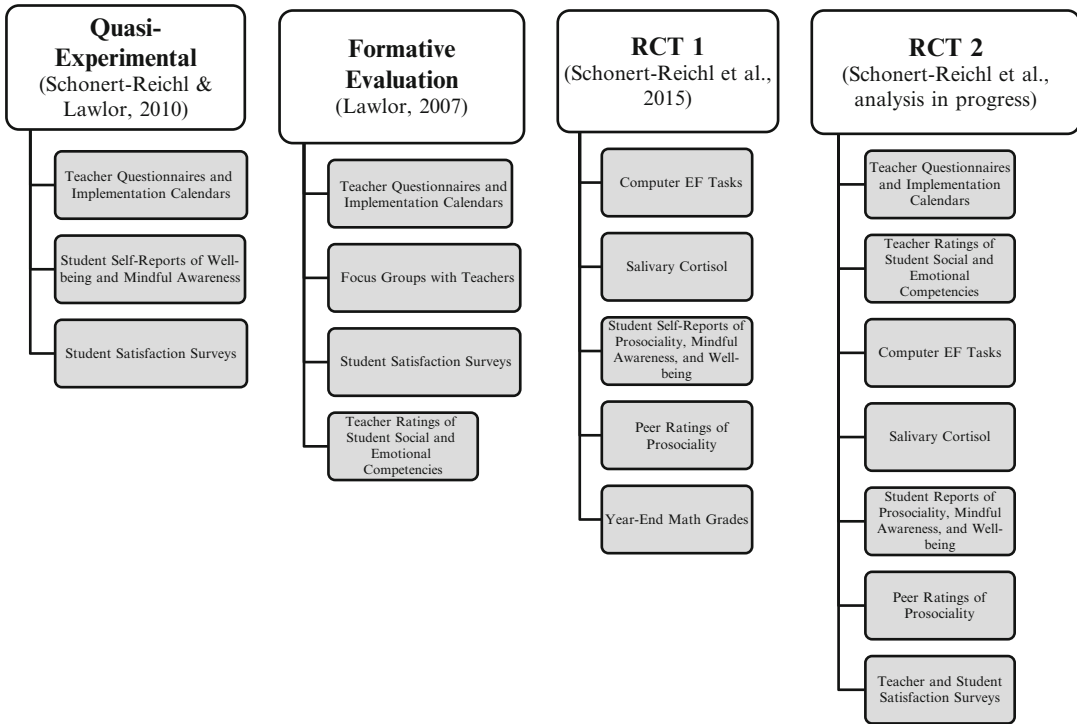 Quasi-
Experimental
(Schonert-Reichl &
Lawlor, 2010)
Teacher Questionnaires and
Implementation Calendars
Student Self-Reports of Well-
being and Mindful Awareness
Student Satisfaction Surveys
Formative
Evaluation
(Lawlor, 2007)
Teacher Questionnaires and
Implementation Calendars
Focus Groups with Teachers
Student Satisfaction Surveys
Teacher Ratings of
Student Social and
Emotional
Competencies
RCT 1
(Schonert-Reichl et al.,
2015)
Computer EF Tasks
Salivary Cortisol
Student Self-Reports of
Prosociality, Mindful
Awareness, and Well-
being
Peer Ratings of
Prosociality
Year-End Math Grades
RCT 2
(Schonert-Reichl et al.,
analysis in progress)
Teacher Questionnaires
and Implementation
Calendars
Teacher Ratings of
Student Social and
Emotional
Competencies
Computer EF Tasks
Salivary Cortisol
Student Reports of
Prosociality, Mindful
Awareness, and Well-
being
Peer Ratings of
Prosociality
Teacher and Student
Satisfaction Surveys